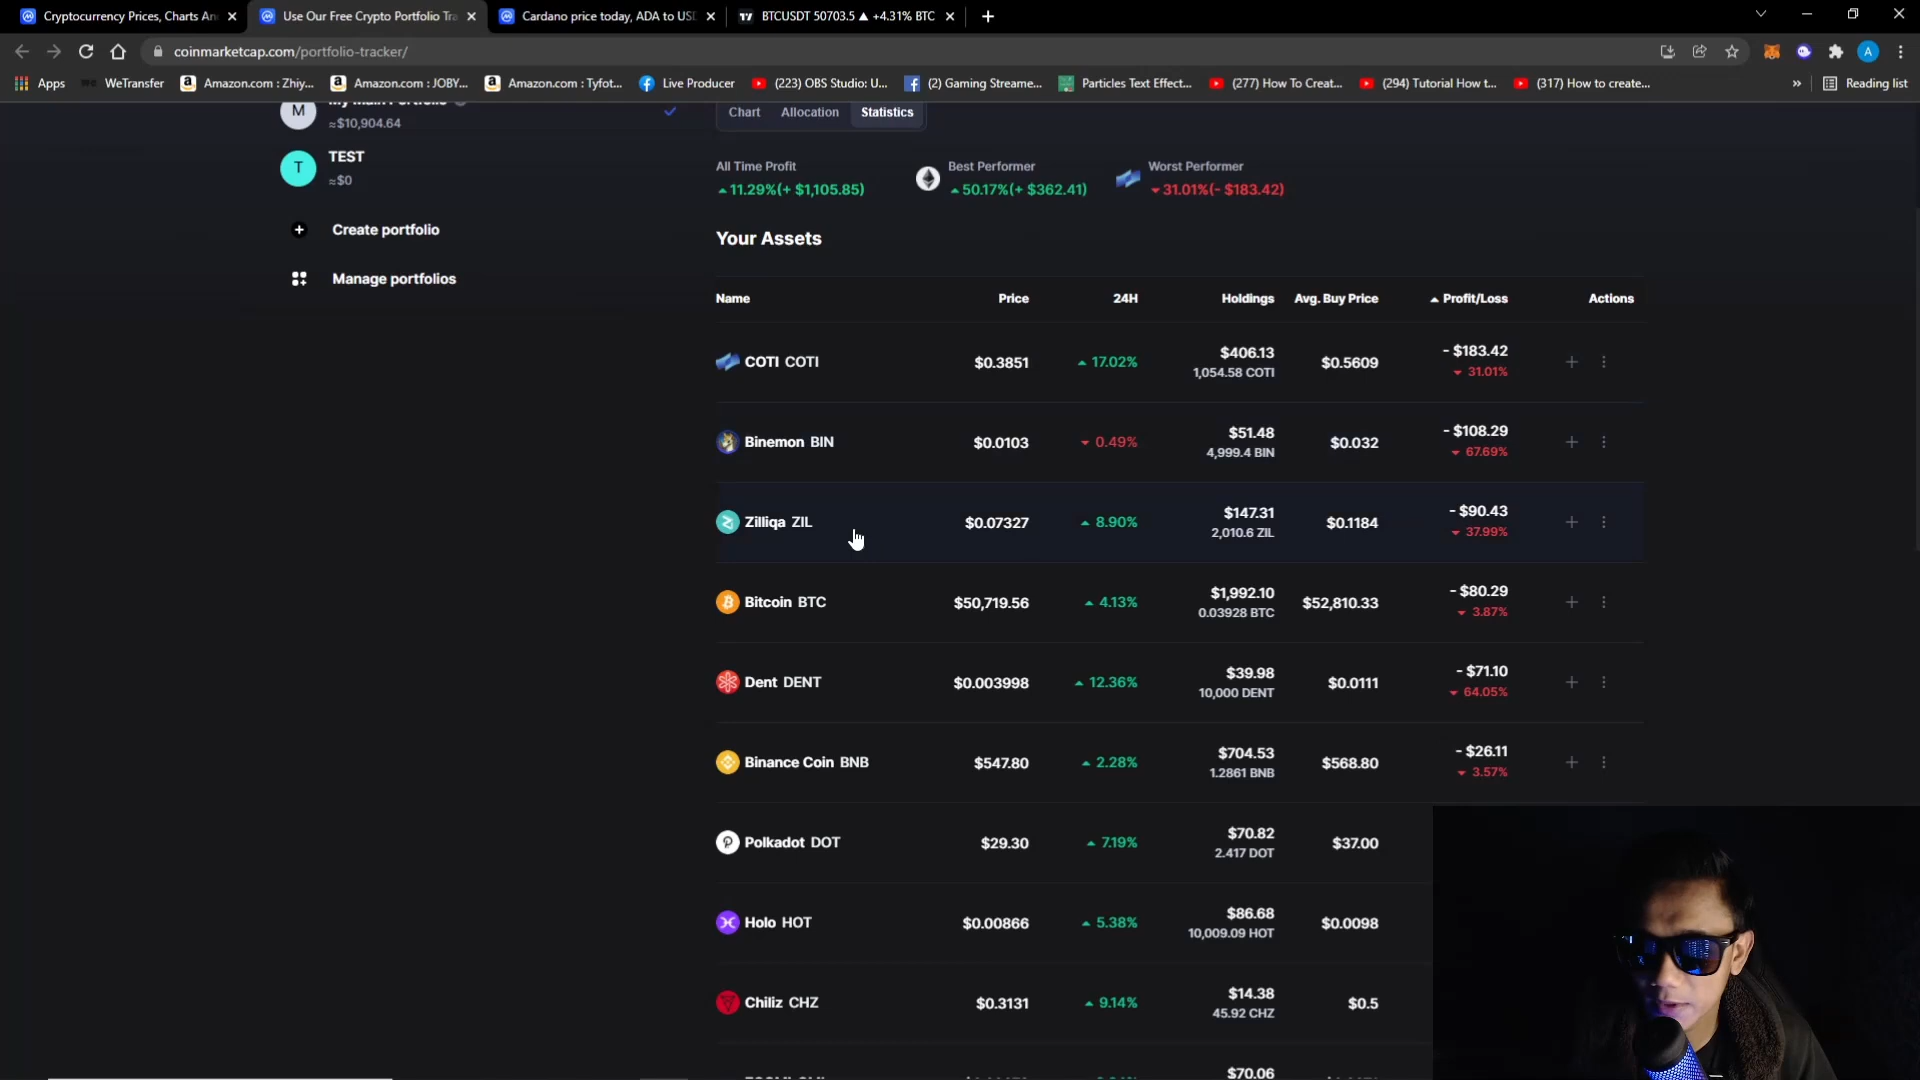 Cryptocurrency Prices, Charts An
Use Our Free Crypto Portfolio Tra
Cardano price today, ADA to USD
BTCUSDT 50703.5 ▲ +4.31% BTC
coinmarketcap.com/portfolio-tracker/
A
Apps
WeTransfer
Amazon.com : Zhiy...
Amazon.com : JOBY...
Amazon.com : Tyfot...
Live Producer
(223) OBS Studio: U...
(2) Gaming Streame...
Particles Text Effect...
(277) How To Creat...
(294) Tutorial How t...
(317) How to create...
»
Reading list
M
My Main Portfolio
≈$10,904.64
T
TEST
≈$0
Create portfolio
Manage portfolios
Chart Allocation Statistics
All Time Profit
11.29%(+ $1,105.85)
Best Performer
50.17%(+ $362.41)
Worst Performer
31.01%(- $183.42)
Your Assets
Name Price 24H Holdings Avg. Buy Price Profit/Loss Actions
COTI COTI $0.3851 17.02% $406.13 1,054.58 COTI $0.5609 - $183.42 31.01%
Binemon BIN $0.0103 0.49% $51.48 4,999.4 BIN $0.032 - $108.29 67.69%
Zilliqa ZIL $0.07327 8.90% $147.31 2,010.6 ZIL $0.1184 - $90.43 37.99%
Bitcoin BTC $50,719.56 4.13% $1,992.10 0.03928 BTC $52,810.33 - $80.29 3.87%
Dent DENT $0.003998 12.36% $39.98 10,000 DENT $0.0111 - $71.10 64.05%
Binance Coin BNB $547.80 2.28% $704.53 1.2861 BNB $568.80 - $26.11 3.57%
Polkadot DOT $29.30 7.19% $70.82 2.417 DOT $37.00
Holo HOT $0.00866 5.38% $86.68 10,009.09 HOT $0.0098
Chiliz CHZ $0.3131 9.14% $14.38 45.92 CHZ $0.5
$70.06